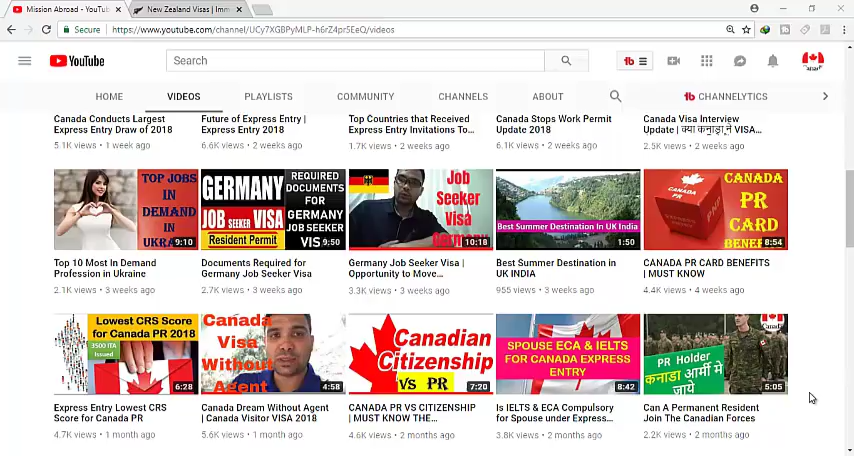 Mission Abroad - YouTub
New Zealand Visas | Imm
Secure
https://www.youtube.com/channel/UCy7XGBPyMLP-h6rZ4pr5EeQ/videos
YouTube
Search
HOME
VIDEOS
PLAYLISTS
COMMUNITY
CHANNELS
ABOUT
CHANNELYTICS
Canada Conducts Largest
Express Entry Draw of 2018
5.1K views • 1 week ago
Future of Express Entry |
Express Entry 2018
6.6K views • 2 weeks ago
Top Countries that Received
Express Entry Invitations To...
1.7K views • 2 weeks ago
Canada Stops Work Permit
Update 2018
6.1K views • 2 weeks ago
Canada Visa Interview
Update | क्या कनाडा ने VISA...
2.5K views • 2 weeks ago
TOP JOBS
IN
DEMAND
IN
9:10
Top 10 Most In Demand
Profession in Ukraine
2.1K views • 3 weeks ago
GERMANY
JOB SEEKER VISA
Resident Permit
REQUIRED
DOCUMENTS
FOR
GERMANY
JOB SEEKER
9:50
Documents Required for
Germany Job Seeker Visa
2.7K views • 3 weeks ago
Job
Seeker
Visa
Germany
10:18
Germany Job Seeker Visa |
Opportunity to Move...
3.3K views • 3 weeks ago
Best Summer Destination In UK India
1:50
Best Summer Destination in
UK INDIA
955 views • 3 weeks ago
CANADA
PR
CARD
8:54
CANADA PR CARD BENEFITS
| MUST KNOW
4.4K views • 4 weeks ago
Lowest CRS Score
for Canada PR 2018
3500 ITA
Issued
6:28
Express Entry Lowest CRS
Score for Canada PR
4.7K views • 1 month ago
Canada
Visa
Without
Agent
4:58
Canada Dream Without Agent
| Canada Visitor VISA 2018
5.6K views • 1 month ago
Canadian
Citizenship
VS PR
7:20
CANADA PR VS CITIZENSHIP
| MUST KNOW THE...
4.6K views • 2 months ago
SPOUSE ECA & IELTS
FOR CANADA EXPRESS
ENTRY
8:42
Is IELTS & ECA Compulsory
for Spouse under Express...
3.8K views • 2 months ago
PR Holder
कनाडा आर्मी मे
जाये
5:05
Can A Permanent Resident
Join The Canadian Forces
2.2K views • 2 months ago